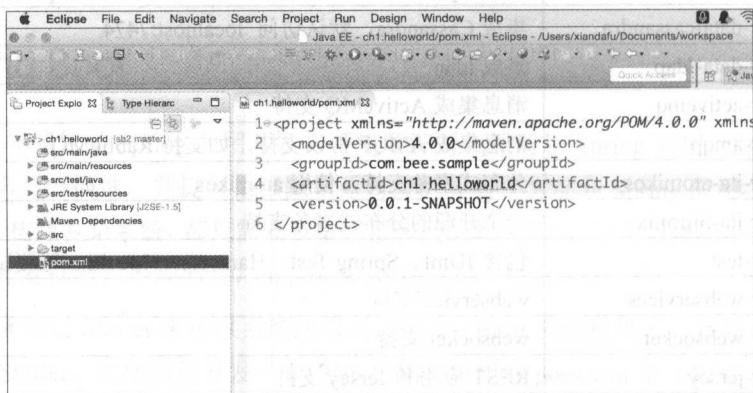 Eclipse File Edit Navigate Search Project Run Design Window Help
Java EE - ch1.helloworld/pom.xml - Eclipse - /Users/xiandafu/Documents/workspace
Quick Access
Project Explo
Type Hierarc
ch1.helloworld/pom.xml
ch1.helloworld [sb2 master]
src/main/java
src/main/resources
src/test/java
src/test/resources
JRE System Library [J2SE-1.5]
Maven Dependencies
src
target
pom.xml
1 <project xmlns="http://maven.apache.org/POM/4.0.0" xmlns
2 <modelVersion>4.0.0</modelVersion>
3 <groupId>com.bee.sample</groupId>
4 <artifactId>ch1.helloworld</artifactId>
5 <version>0.0.1-SNAPSHOT</version>
6 </project>